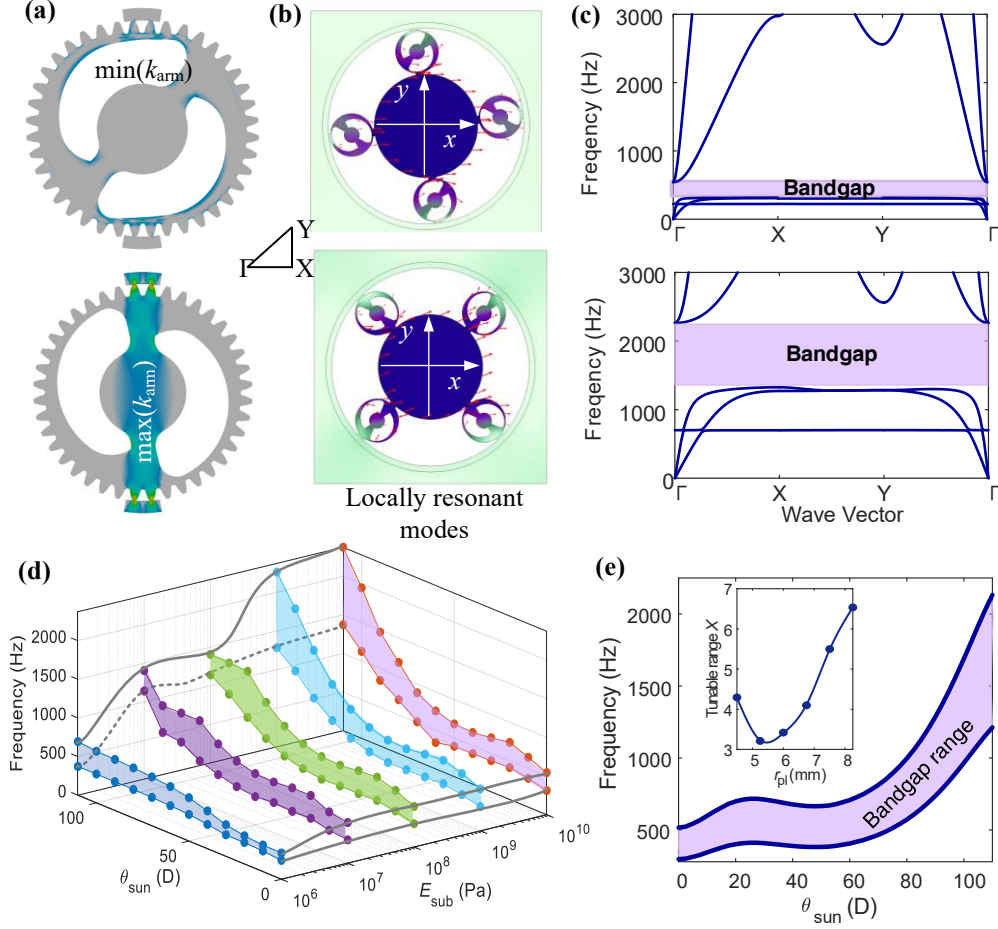 (a)
min(k_arm)
max(k_arm)
(b)
y
x
Y
Γ X
y
x
Locally resonant
modes
(c)
Freqency (Hz)
3000
2000
1000
0
Bandgap
Γ X Y Γ
Freqency (Hz)
3000
2000
1000
0
Bandgap
Γ X Y Γ
Wave Vector
(d)
Frequency (Hz)
2000
1500
1000
500
0
100
50
0
θ_sun (D)
10^6
10^7
10^8
10^9
10^10
E_sub (Pa)
(e)
Frequency (Hz)
2000
1500
1000
500
Tunable range X
7
6
5
4
3
5 6 7 8
r_pl (mm)
Bandgap range
0 20 40 60 80 100
θ_sun (D)